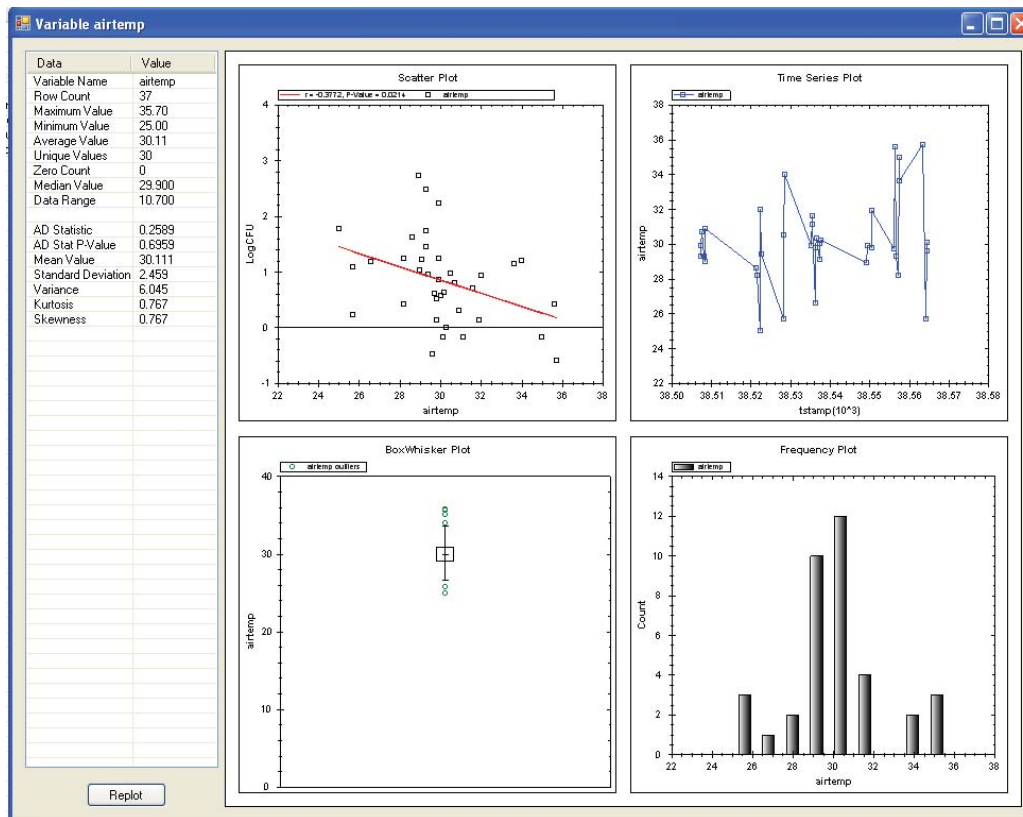 Variable airtemp
Data Value
Variable Name airtemp
Row Count 37
Maximum Value 35.70
Minimum Value 25.00
Average Value 30.11
Unique Values 30
Zero Count 0
Median Value 29.900
Data Range 10.700
AD Statistic 0.2589
AD Stat P-Value 0.6959
Mean Value 30.111
Standard Deviation 2.459
Variance 6.045
Kurtosis 0.767
Skewness 0.767
Replot
Scatter Plot
r = -0.3772, P-Value = 0.0214 airtemp
4
3
2
1
0
-1
LogCFU
22 24 26 28 30 32 34 36 38
airtemp
Time Series Plot
airtemp
38
36
34
32
30
28
26
24
22
airtemp
38.50 38.51 38.52 38.53 38.54 38.55 38.56 38.57 38.58
tstamp(10^3)
BoxWhisker Plot
airtemp outliers
40
30
20
10
0
airtemp
Frequency Plot
airtemp
14
12
10
8
6
4
2
0
Count
22 24 26 28 30 32 34 36 38
airtemp